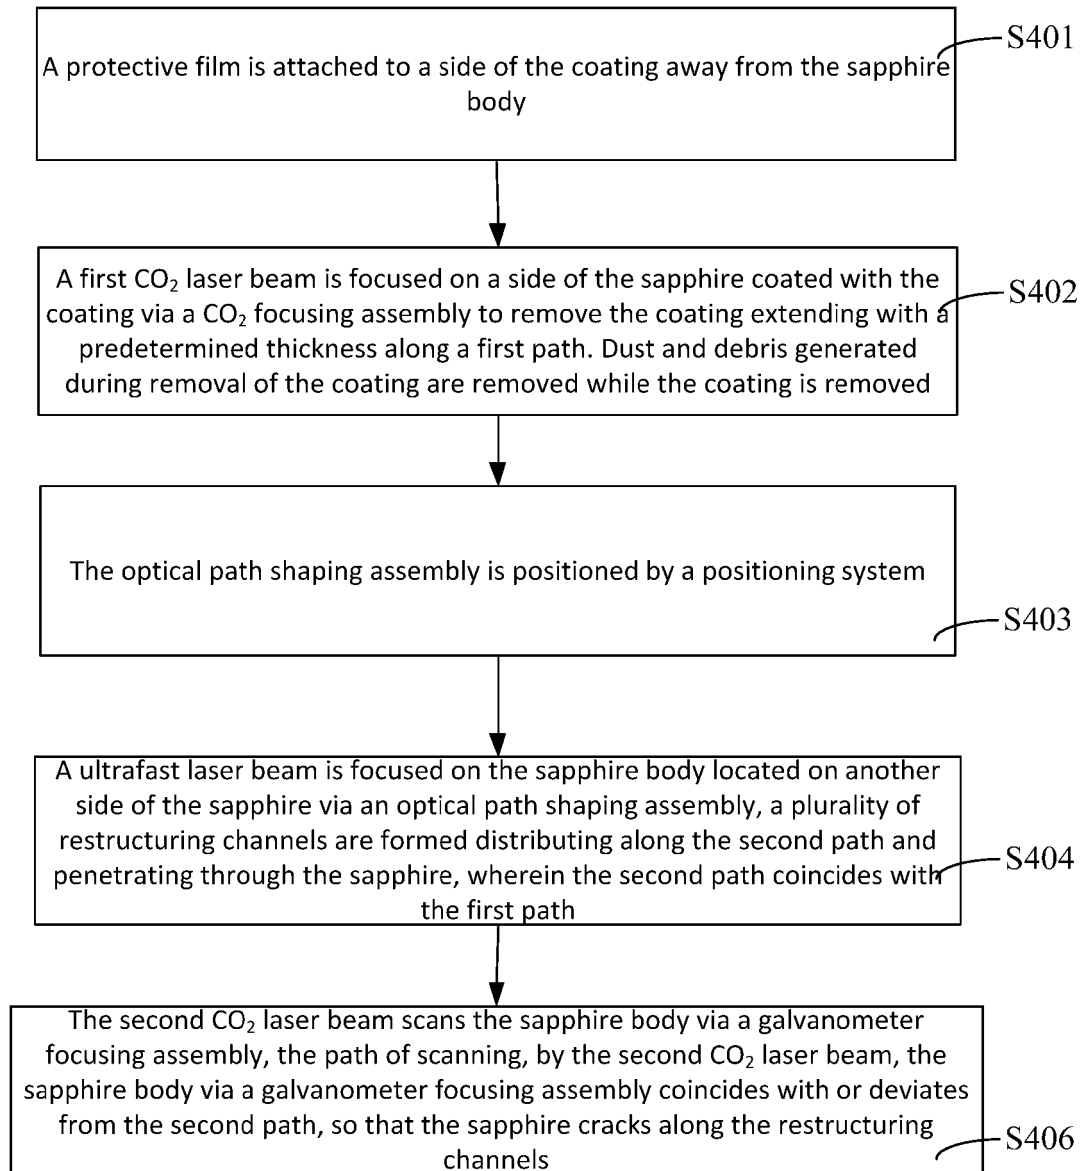 A protective film is attached to a side of the coating away from the sapphire
body
S401
A first CO₂ laser beam is focused on a side of the sapphire coated with the
coating via a CO₂ focusing assembly to remove the coating extending with a
predetermined thickness along a first path. Dust and debris generated
during removal of the coating are removed while the coating is removed
S402
The optical path shaping assembly is positioned by a positioning system
S403
A ultrafast laser beam is focused on the sapphire body located on another
side of the sapphire via an optical path shaping assembly, a plurality of
restructuring channels are formed distributing along the second path and
penetrating through the sapphire, wherein the second path coincides with
the first path
S404
The second CO₂ laser beam scans the sapphire body via a galvanometer
focusing assembly, the path of scanning, by the second CO₂ laser beam, the
sapphire body via a galvanometer focusing assembly coincides with or deviates
from the second path, so that the sapphire cracks along the restructuring
channels
S406